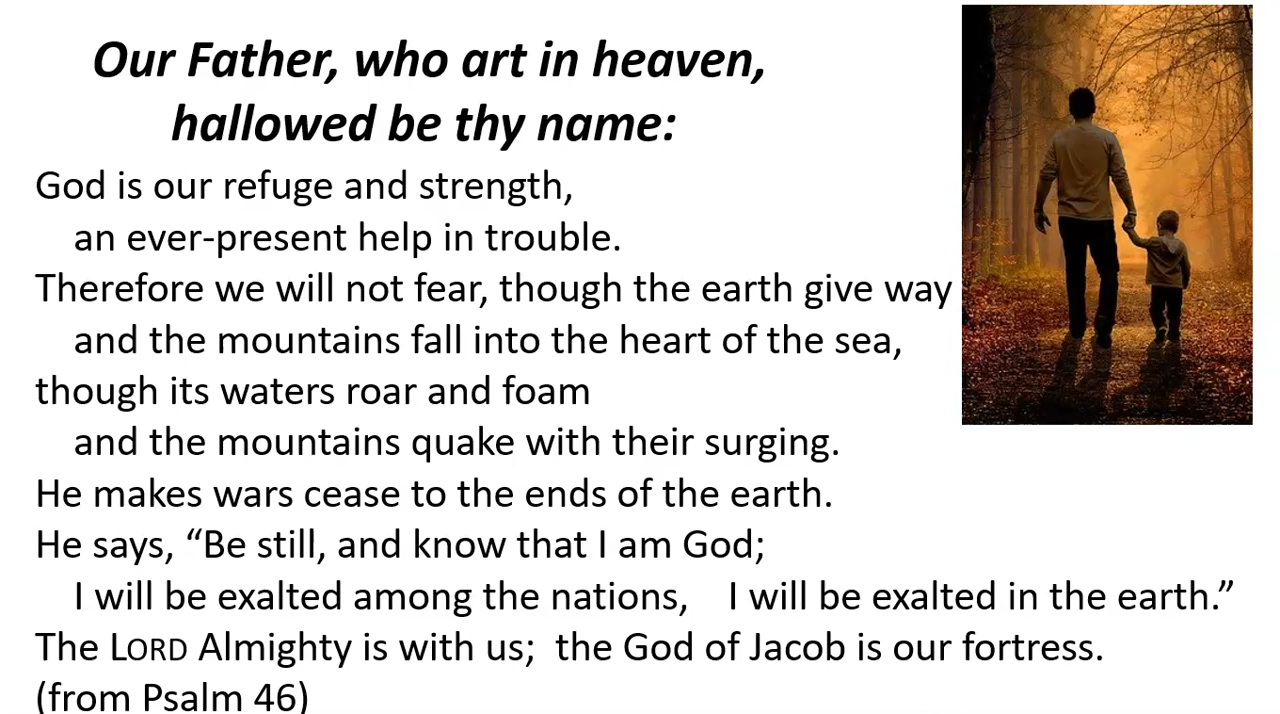 Our Father, who art in heaven,
hallowed be thy name:
God is our refuge and strength,
an ever-present help in trouble.
Therefore we will not fear, though the earth give way
and the mountains fall into the heart of the sea,
though its waters roar and foam
and the mountains quake with their surging.
He makes wars cease to the ends of the earth.
He says, “Be still, and know that I am God;
I will be exalted among the nations, I will be exalted in the earth.”
The LORD Almighty is with us; the God of Jacob is our fortress.
(from Psalm 46)